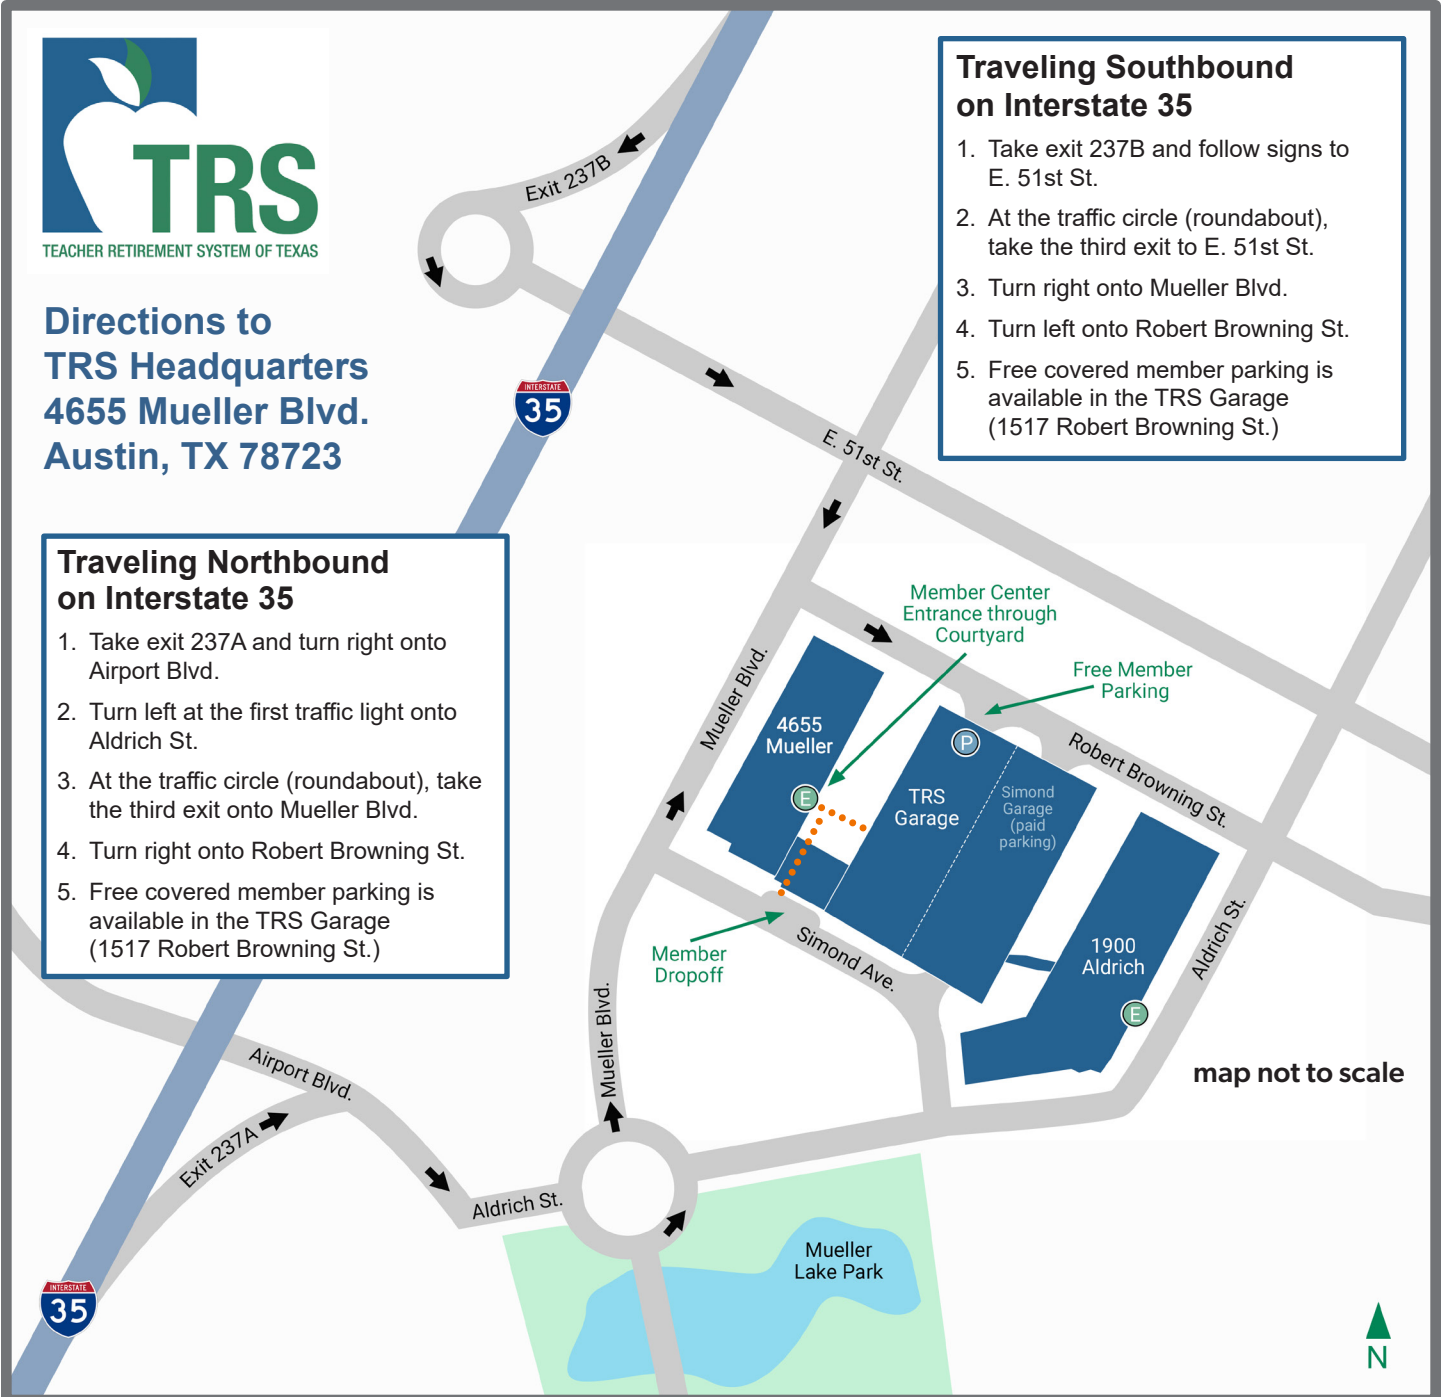 TRS
TEACHER RETIREMENT SYSTEM OF TEXAS
Directions to
TRS Headquarters
4655 Mueller Blvd.
Austin, TX 78723
Traveling Southbound
on Interstate 35
1. Take exit 237B and follow signs to
E. 51st St.
2. At the traffic circle (roundabout),
take the third exit to E. 51st St.
3. Turn right onto Mueller Blvd.
4. Turn left onto Robert Browning St.
5. Free covered member parking is
available in the TRS Garage
(1517 Robert Browning St.)
Traveling Northbound
on Interstate 35
1. Take exit 237A and turn right onto
Airport Blvd.
2. Turn left at the first traffic light onto
Aldrich St.
3. At the traffic circle (roundabout), take
the third exit onto Mueller Blvd.
4. Turn right onto Robert Browning St.
5. Free covered member parking is
available in the TRS Garage
(1517 Robert Browning St.)
Exit 237B
INTERSTATE
35
E. 51st St.
Member Center
Entrance through
Courtyard
Free Member
Parking
Mueller Blvd.
4655
Mueller
E
P
TRS
Garage
Simond
Garage
(paid
parking)
Robert Browning St.
Member
Dropoff
Simond Ave.
1900
Aldrich
E
Aldrich St.
Mueller Blvd.
map not to scale
Airport Blvd.
Exit 237A
Aldrich St.
Mueller
Lake Park
INTERSTATE
35
N